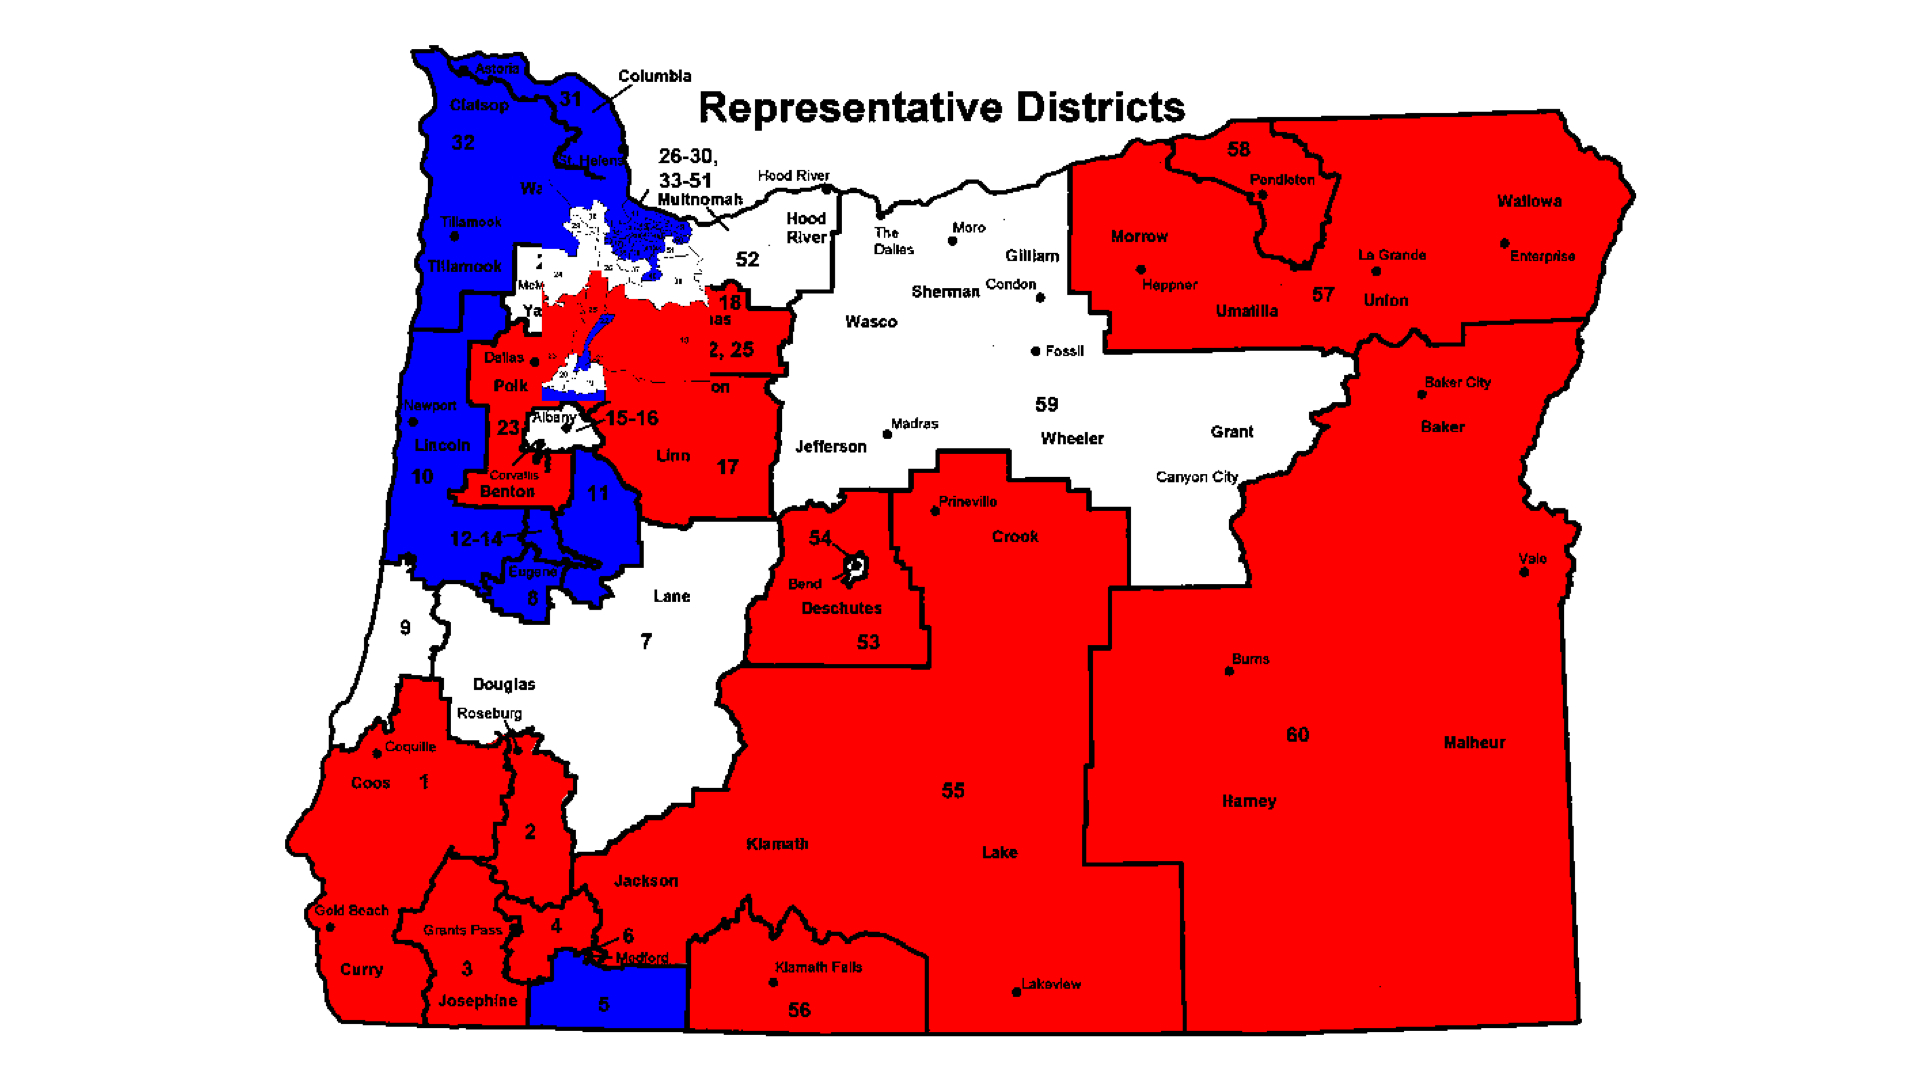 Representative Districts
Astoria
31
Columbia
Clatsop
32
St. Helens
26-30,
33-51
Multnomah
Hood River
58
Pendleton
Wallowa
Wa
Tillamook
Tillamook
Hood
River
52
The
Dalles
Moro
Gilliam
Morrow
Heppner
La Grande
Enterprise
57
Union
Umatilla
McM
Ya
18
Sherman
Condon
Wasco
Fossil
2, 25
on
Dallas
Polk
Baker City
Baker
59
Newport
Lincoln
10
23
Albany
15-16
Linn
17
Madras
Jefferson
Wheeler
Grant
Canyon City
Corvallis
Benton
11
12-14
Eugene
8
Prineville
Crook
54
Bend
Deschutes
53
Vale
Lane
7
9
Douglas
Roseburg
Burns
60
Malheur
Harney
Coquille
Coos
1
2
55
Klamath
Lake
Jackson
Gold Beach
Grants Pass
4
6
Medford
Curry
3
Josephine
5
Klamath Falls
56
Lakeview